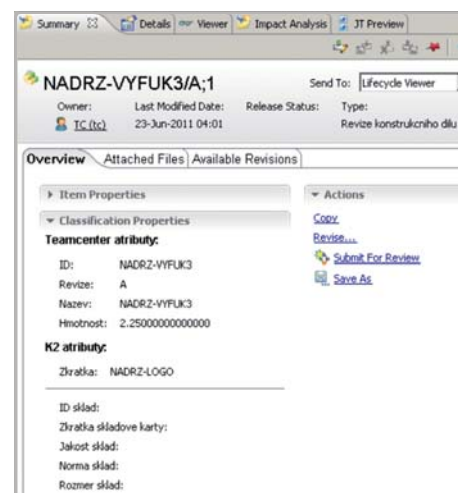 Summary Details Viewer Impact Analysis JT Preview
NADRZ-VYFUK3/A;1 Send To: Lifecycle Viewer
Owner: Last Modified Date: Release Status: Type:
TC (tc) 23-Jun-2011 04:01 Revize konstrukcniho dilu
Overview Attached Files Available Revisions
Item Properties Actions
Classification Properties Copy
Teamcenter atributy: Revise...
ID: NADRZ-VYFUK3 Submit For Review
Revize: A Save As
Nazev: NADRZ-VYFUK3
Hmotnost: 2.25000000000000
K2 atributy:
Zkratka: NADRZ-LOGO
ID sklad:
Zkratka skladove karty:
Jakost sklad:
Norma sklad:
Rozmer sklad: